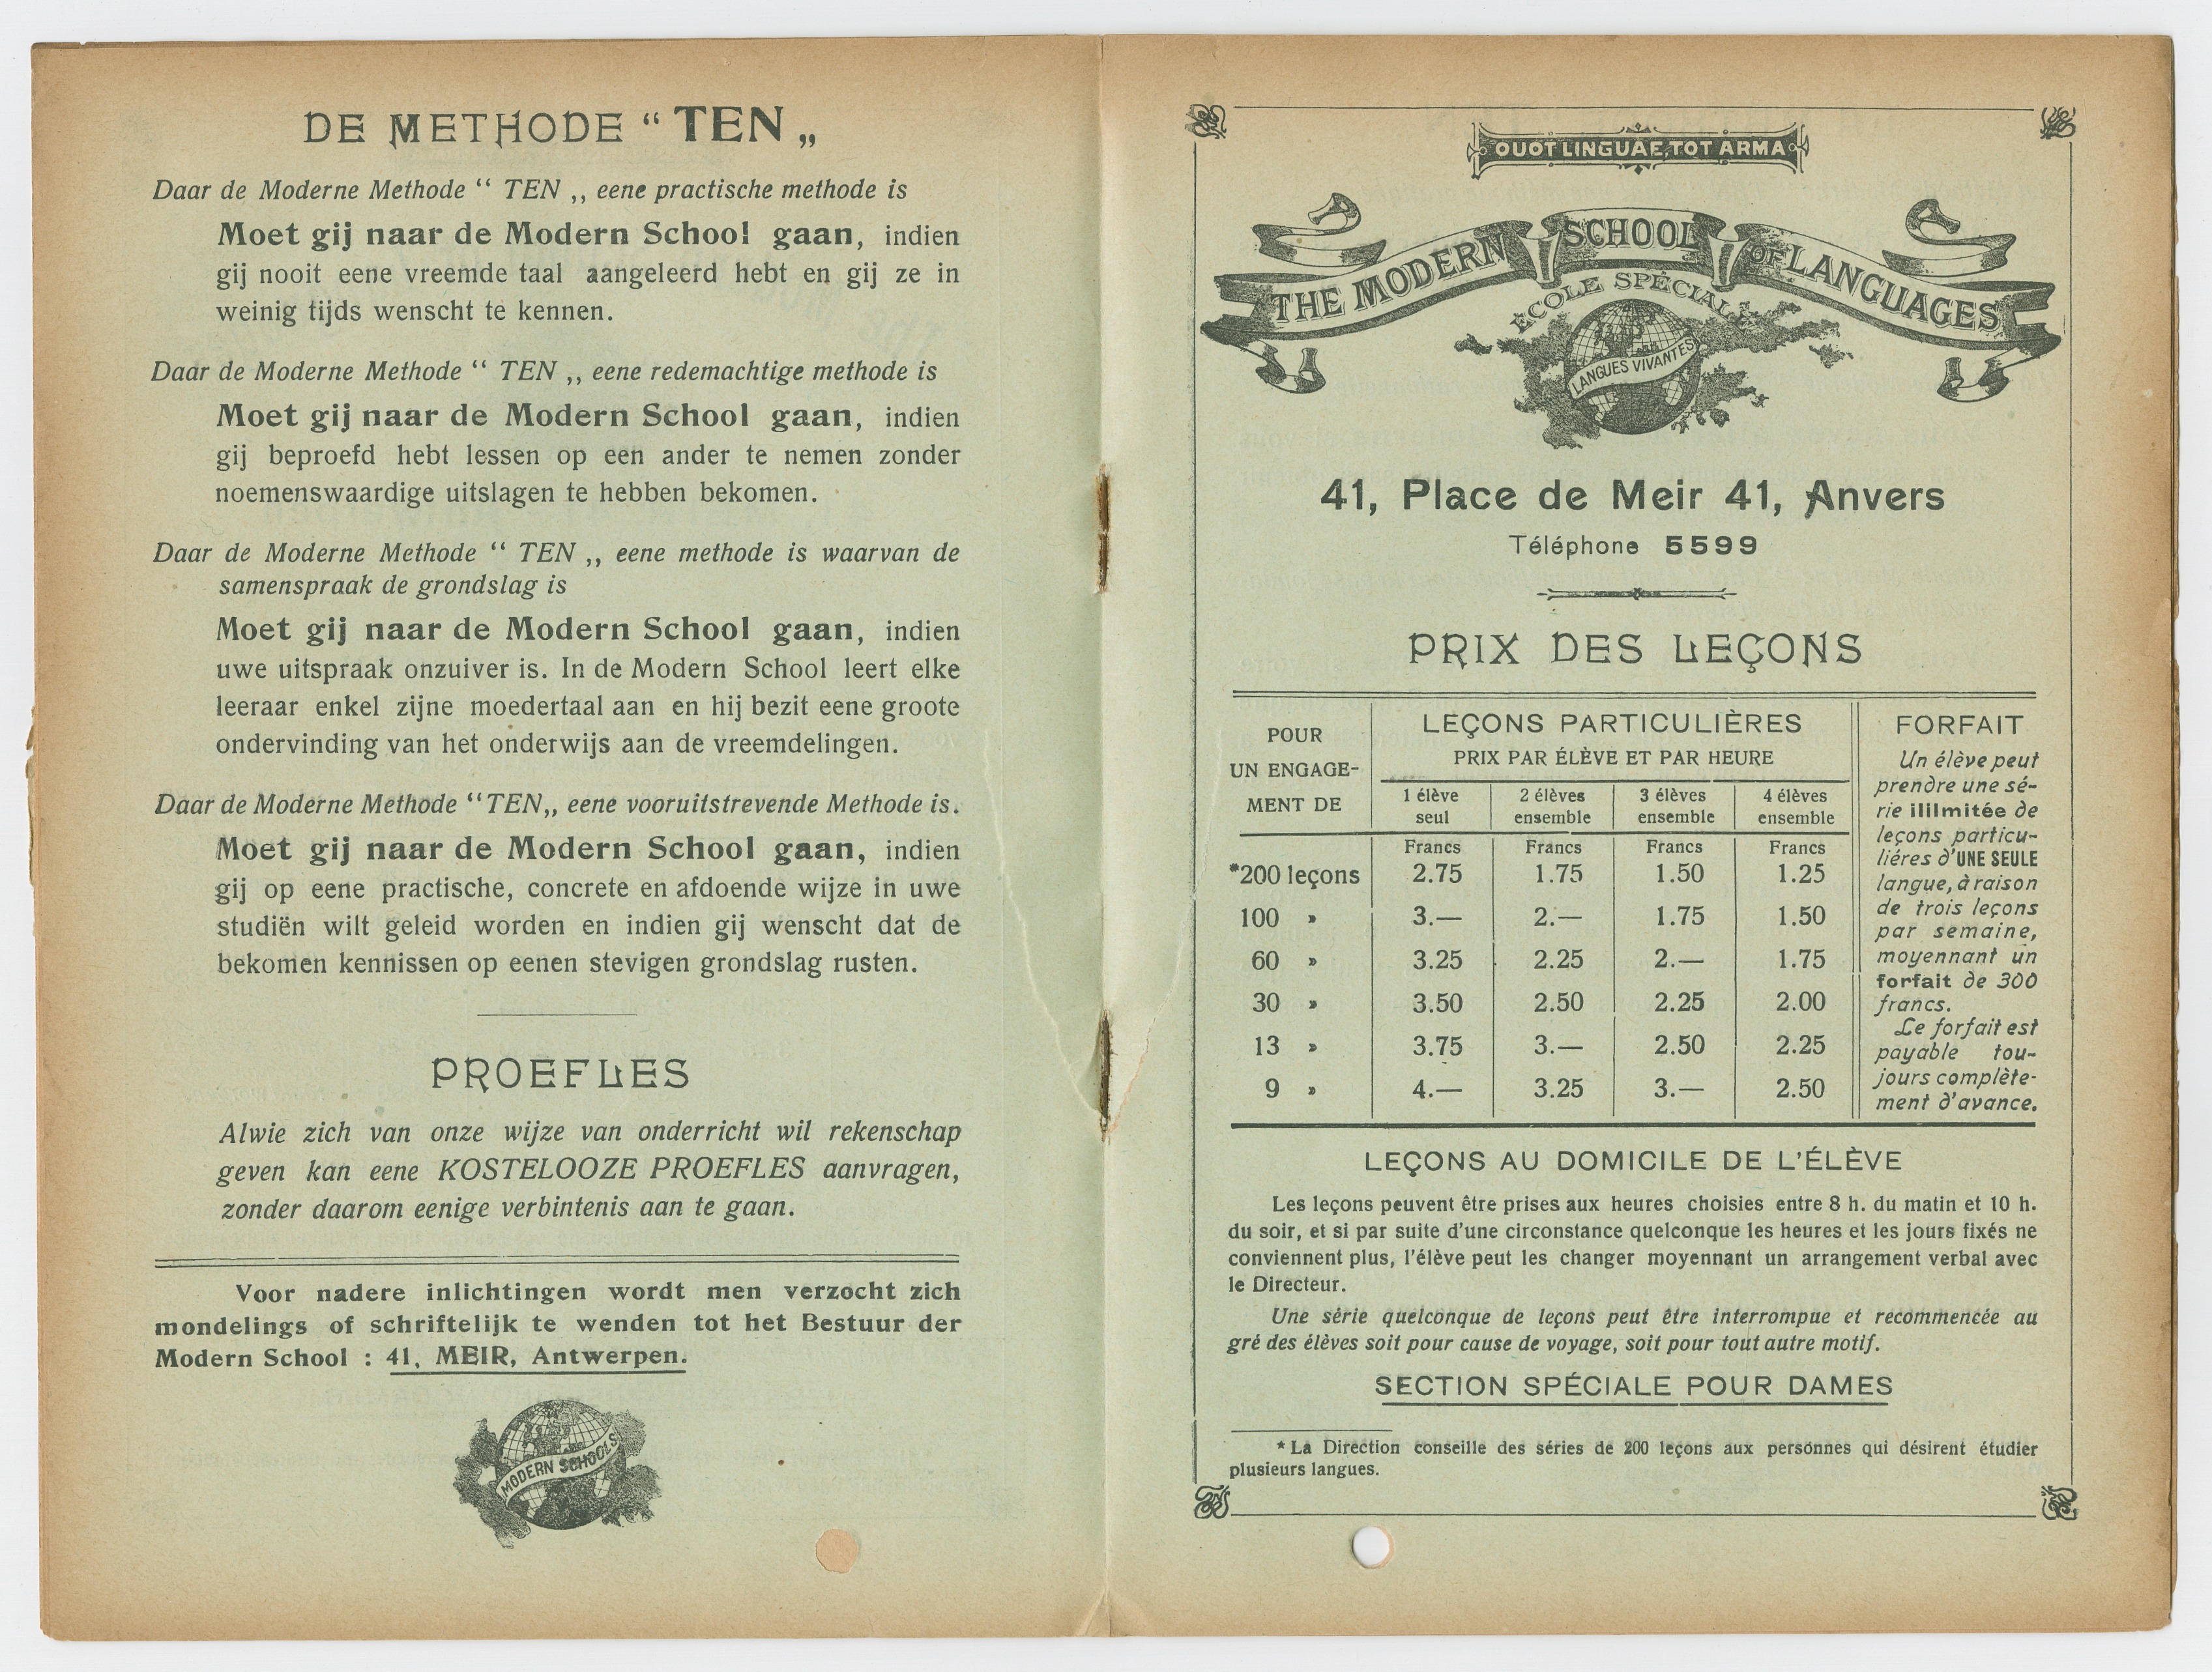 DE METHODE “ TEN „
Daar de Moderne Methode “ TEN „ eene practische methode is
Moet gij naar de Modern School gaan, indien
gij nooit eene vreemde taal aangeleerd hebt en gij ze in
weinig tijds wenscht te kennen.
Daar de Moderne Methode “ TEN „ eene redemachtige methode is
Moet gij naar de Modern School gaan, indien
gij beproefd hebt lessen op een ander te nemen zonder
noemenswaardige uitslagen te hebben bekomen.
Daar de Moderne Methode “ TEN „ eene methode is waarvan de
samenspraak de grondslag is
Moet gij naar de Modern School gaan, indien
uwe uitspraak onzuiver is. In de Modern School leert elke
leeraar enkel zijne moedertaal aan en hij bezit eene groote
ondervinding van het onderwijs aan de vreemdelingen.
Daar de Moderne Methode “TEN„ eene vooruitstrevende Methode is.
Moet gij naar de Modern School gaan, indien
gij op eene practische, concrete en afdoende wijze in uwe
studiën wilt geleid worden en indien gij wenscht dat de
bekomen kennissen op eenen stevigen grondslag rusten.
PROEFLES
Alwie zich van onze wijze van onderricht wil rekenschap
geven kan eene KOSTELOOZE PROEFLES aanvragen,
zonder daarom eenige verbintenis aan te gaan.
Voor nadere inlichtingen wordt men verzocht zich
mondelings of schriftelijk te wenden tot het Bestuur der
Modern School : 41, MEIR, Antwerpen.
MODERN SCHOOLS
QUOT LINGUAE, TOT ARMA
THE MODERN SCHOOL OF LANGUAGES
ÉCOLE SPÉCIALE
LANGUES VIVANTES
41, Place de Meir 41, Anvers
Téléphone 5599
PRIX DES LEÇONS
POUR
UN ENGAGE-
MENT DE
LEÇONS PARTICULIÈRES
PRIX PAR ÉLÈVE ET PAR HEURE
1 élève 2 élèves 3 élèves 4 élèves
seul ensemble ensemble ensemble
Francs Francs Francs Francs
*200 leçons 2.75 1.75 1.50 1.25
100 » 3.— 2.— 1.75 1.50
60 » 3.25 2.25 2.— 1.75
30 » 3.50 2.50 2.25 2.00
13 » 3.75 3.— 2.50 2.25
9 » 4.— 3.25 3.— 2.50
FORFAIT
Un élève peut
prendre une sé-
rie ililmitée de
leçons particu-
liéres d'UNE SEULE
langue, à raison
de trois leçons
par semaine,
moyennant un
forfait de 300
francs.
Le forfait est
payable tou-
jours complète-
ment d'avance.
LEÇONS AU DOMICILE DE L'ÉLÈVE
Les leçons peuvent être prises aux heures choisies entre 8 h. du matin et 10 h.
du soir, et si par suite d'une circonstance quelconque les heures et les jours fixés ne
conviennent plus, l'élève peut les changer moyennant un arrangement verbal avec
le Directeur.
Une série quelconque de leçons peut être interrompue et recommencée au
gré des élèves soit pour cause de voyage, soit pour tout autre motif.
SECTION SPÉCIALE POUR DAMES
* La Direction conseille des séries de 200 leçons aux personnes qui désirent étudier
plusieurs langues.